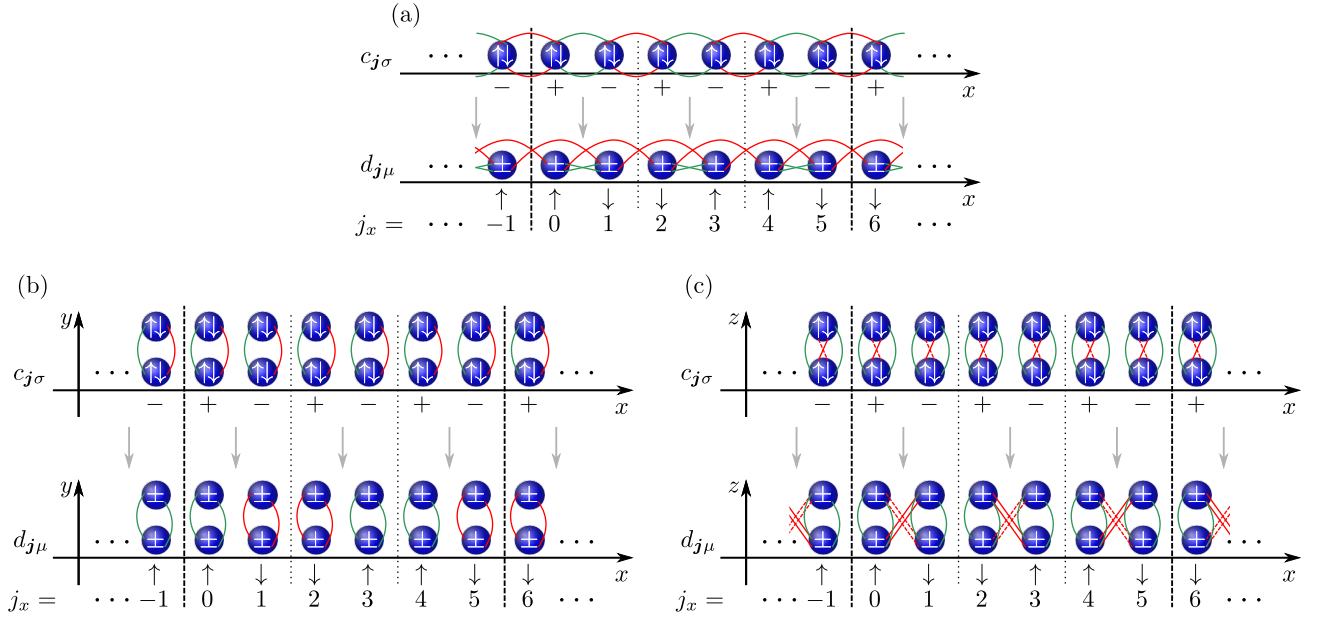 (a)
c_{jσ} · · · ↑↓ ↑↓ ↑↓ ↑↓ ↑↓ ↑↓ ↑↓ ↑↓ · · ·
− + − + − + − + x
d_{jμ} · · · ± ± ± ± ± ± ± ± · · ·
x
↑ ↑ ↓ ↓ ↑ ↑ ↓ ↓
j_x = · · · −1 0 1 2 3 4 5 6 · · ·
(b)
y ↑↓ ↑↓ ↑↓ ↑↓ ↑↓ ↑↓ ↑↓ ↑↓
c_{jσ} · · · ↑↓ ↑↓ ↑↓ ↑↓ ↑↓ ↑↓ ↑↓ ↑↓ · · ·
− + − + − + − + x
y ± ± ± ± ± ± ± ±
d_{jμ} · · · ± ± ± ± ± ± ± ± · · ·
x
↑ ↑ ↓ ↓ ↑ ↑ ↓ ↓
j_x = · · · −1 0 1 2 3 4 5 6 · · ·
(c)
z ↑↓ ↑↓ ↑↓ ↑↓ ↑↓ ↑↓ ↑↓ ↑↓
c_{jσ} · · · ↑↓ ↑↓ ↑↓ ↑↓ ↑↓ ↑↓ ↑↓ ↑↓ · · ·
− + − + − + − + x
z ± ± ± ± ± ± ± ±
d_{jμ} · · · ± ± ± ± ± ± ± ± · · ·
x
↑ ↑ ↓ ↓ ↑ ↑ ↓ ↓
j_x = · · · −1 0 1 2 3 4 5 6 · · ·